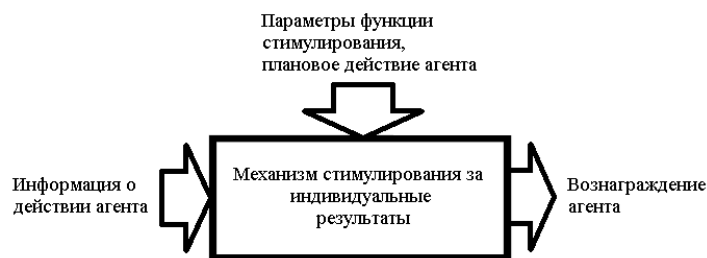 Параметры функции
стимулирования,
плановое действие агента
Информация о
действии агента
Механизм стимулирования за
индивидуальные
результаты
Вознаграждение
агента